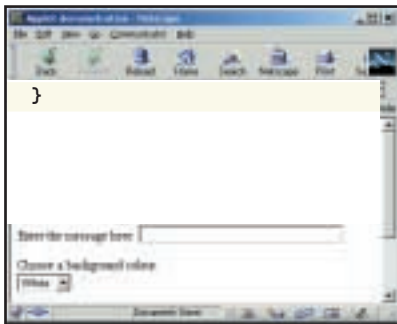 Applet documentation - Netscape
File Edit View Go Communicator Help
Back Reload Home Search Netscape Print
}
Enter the message here:
Choose a background colour:
White
Document: Done